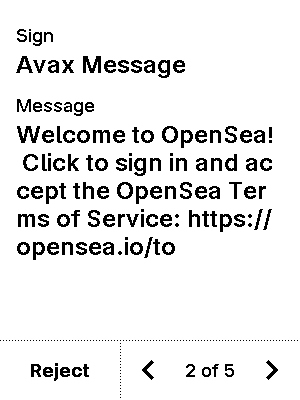 Sign
Avax Message
Message
Welcome to OpenSea!
Click to sign in and ac
cept the OpenSea Ter
ms of Service: https://
opensea.io/to
Reject
2 of 5